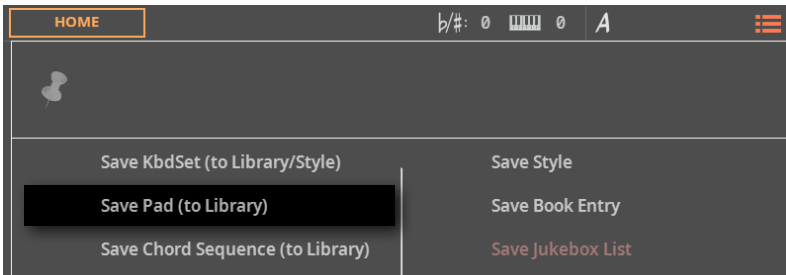 HOME
♭/#: 0 0 A
Save KbdSet (to Library/Style)
Save Pad (to Library)
Save Chord Sequence (to Library)
Save Style
Save Book Entry
Save Jukebox List